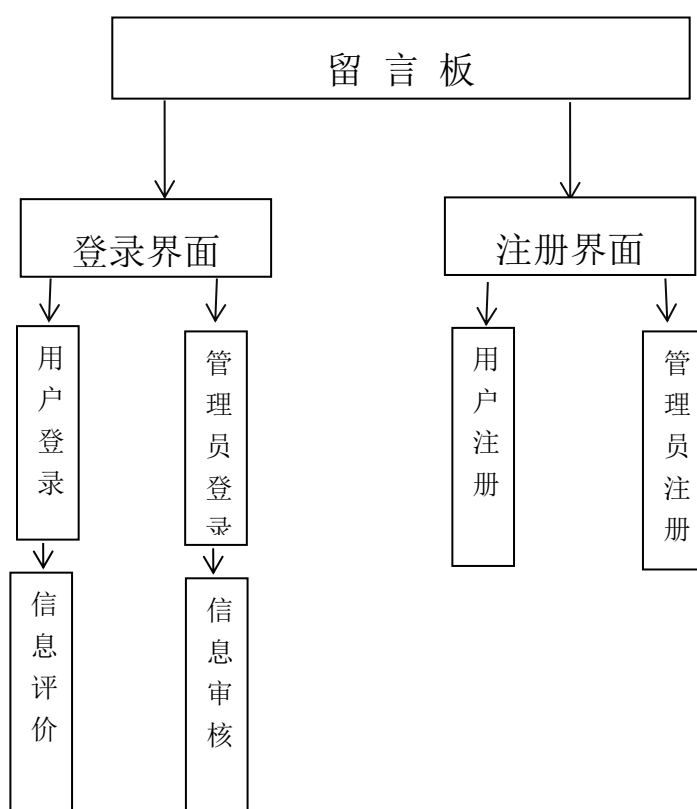 留 言 板
登录界面
注册界面
用户登录
管理员登录
用户注册
管理员注册
信息评价
信息审核